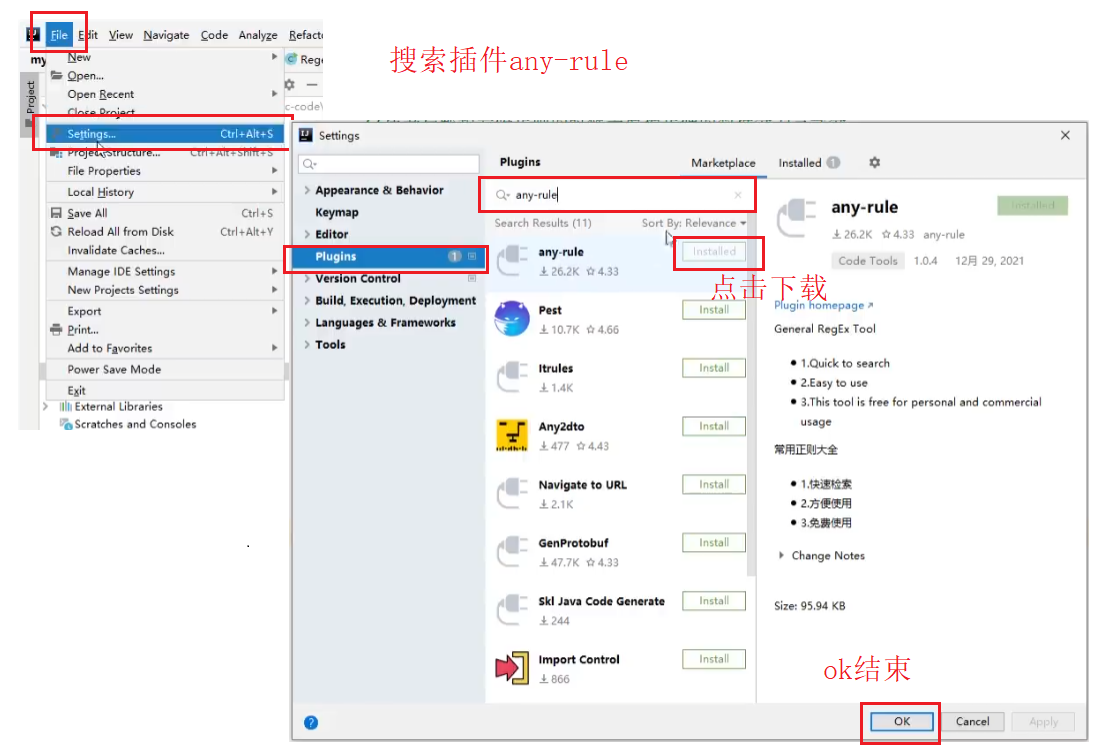 File Edit View Navigate Code Analyze Refacto
搜索插件any-rule
my
New
Rege
Open...
Open Recent
c-code\
Close Project
Project
Settings... Ctrl+Alt+S
Project Structure... Ctrl+Alt+Shift+S
File Properties
Local History
Save All Ctrl+S
Reload All from Disk Ctrl+Alt+Y
Invalidate Caches...
Manage IDE Settings
New Projects Settings
Export
Print...
Add to Favorites
Power Save Mode
Exit
External Libraries
Scratches and Consoles
Settings
Appearance & Behavior
Keymap
Editor
Plugins 1
Version Control
Build, Execution, Deployment
Languages & Frameworks
Tools
Plugins Marketplace Installed 1
any-rule
Search Results (11) Sort By: Relevance
any-rule Installed
26.2K 4.33
点击下载
Pest Install
10.7K 4.66
Itrules Install
1.4K
Any2dto Install
477 4.43
Navigate to URL Install
2.1K
GenProtobuf Install
47.7K 4.33
Skl Java Code Generate Install
244
Import Control Install
866
any-rule Installed
26.2K 4.33 any-rule
Code Tools 1.0.4 12月 29, 2021
Plugin homepage
General RegEx Tool
1.Quick to search
2.Easy to use
3.This tool is free for personal and commercial
usage
常用正则大全
1.快速检索
2.方便使用
3.免费使用
Change Notes
Size: 95.94 KB
ok结束
? OK Cancel Apply